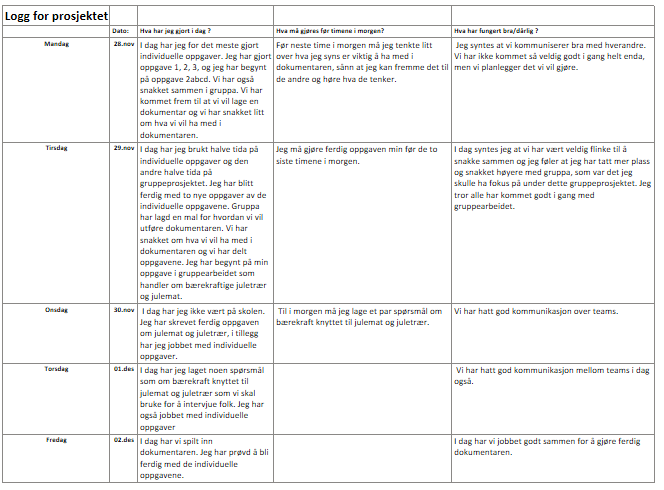 Logg for prosjektet
Dato: Hva har jeg gjort i dag ? Hva må gjøres før timene i morgen? Hva har fungert bra/dårlig ?
Mandag 28.nov
I dag har jeg for det meste gjort
individuelle oppgaver. Jeg har gjort
oppgave 1, 2, 3, og jeg har begynt
på oppgave 2abcd. Vi har også
snakket sammen i gruppa. Vi har
kommet frem til at vi vil lage en
dokumentar og vi har snakket litt
om hva vi vil ha med i
dokumentaren.
Før neste time i morgen må jeg tenkte litt
over hva jeg syns er viktig å ha med i
dokumentaren, sånn at jeg kan fremme det til
de andre og høre hva de tenker.
Jeg syntes at vi kommuniserer bra med hverandre.
Vi har ikke kommet så veldig godt i gang helt enda,
men vi planlegger det vi vil gjøre.
Tirsdag 29.nov
I dag har jeg brukt halve tida på
individuelle oppgaver og den
andre halve tida på
gruppeprosjektet. Jeg har blitt
ferdig med to nye oppgaver av de
individuelle oppgavene. Gruppa
har lagd en mal for hvordan vi vil
utføre dokumentaren. Vi har
snakket om hva vi vil ha med i
dokumentaren og vi har delt
oppgavene. Jeg har begynt på min
oppgave i gruppearbeidet som
handler om bærekraftige juletrær
og julemat.
Jeg må gjøre ferdig oppgaven min før de to
siste timene i morgen.
I dag syntes jeg at vi har vært veldig flinke til å
snakke sammen og jeg føler at jeg har tatt mer plass
og snakket høyere med gruppa, som var det jeg
skulle ha fokus på under dette gruppeprosjektet. Jeg
tror alle har kommet godt i gang med
gruppearbeidet.
Onsdag 30.nov
I dag har jeg ikke vært på skolen.
Jeg har skrevet ferdig oppgaven
om julemat og juletrær, i tillegg
har jeg jobbet med individuelle
oppgaver.
Til i morgen må jeg lage et par spørsmål om
bærekraft knyttet til julemat og juletrær.
Vi har hatt god kommunikasjon over teams.
Torsdag 01.des
I dag har jeg laget noen spørsmål
som om bærekraft knyttet til
julemat og juletrær som vi skal
bruke for å intervjue folk. Jeg har
også jobbet med individuelle
oppgaver
Vi har hatt god kommunikasjon mellom teams i dag
også.
Fredag 02.des
I dag har vi spilt inn
dokumentaren. Jeg har prøvd å bli
ferdig med de individuelle
oppgavene.
I dag har vi jobbet godt sammen for å gjøre ferdig
dokumentaren.